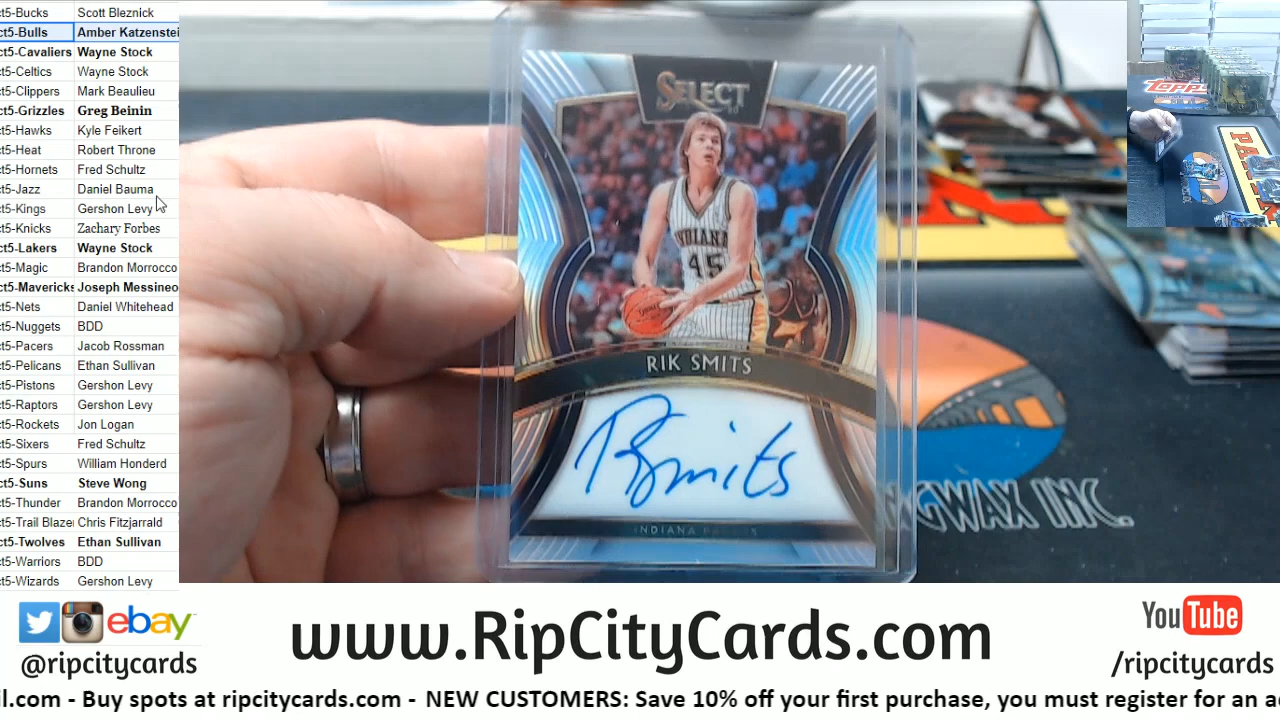 ct5-Bucks Scott Bleznick
ct5-Bulls Amber Katzenstei
ct5-Cavaliers Wayne Stock
ct5-Celtics Wayne Stock
ct5-Clippers Mark Beaulieu
ct5-Grizzles Greg Beinin
ct5-Hawks Kyle Feikert
ct5-Heat Robert Throne
ct5-Hornets Fred Schultz
ct5-Jazz Daniel Bauma
ct5-Kings Gershon Levy
ct5-Knicks Zachary Forbes
ct5-Lakers Wayne Stock
ct5-Magic Brandon Morrocco
ct5-Mavericks Joseph Messineo
ct5-Nets Daniel Whitehead
ct5-Nuggets BDD
ct5-Pacers Jacob Rossman
ct5-Pelicans Ethan Sullivan
ct5-Pistons Gershon Levy
ct5-Raptors Gershon Levy
ct5-Rockets Jon Logan
ct5-Sixers Fred Schultz
ct5-Spurs William Honderd
ct5-Suns Steve Wong
ct5-Thunder Brandon Morrocco
ct5-Trail Blaze Chris Fitzjarrald
ct5-Twolves Ethan Sullivan
ct5-Warriors BDD
ct5-Wizards Gershon Levy
SELECT
INDIANA
45
RIK SMITS
R Smits
INDIANA PACERS
GWAX INC.
Topps
PA
ebay
@ripcitycards
www.RipCityCards.com
YouTube
/ripcitycards
il.com - Buy spots at ripcitycards.com - NEW CUSTOMERS: Save 10% off your first purchase, you must register for an a